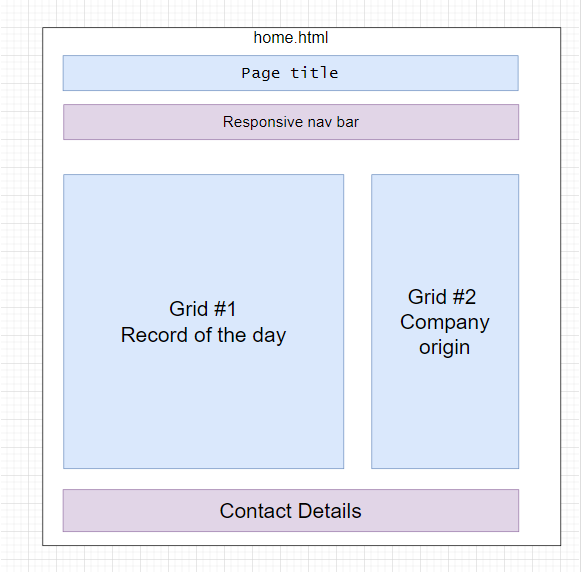 home.html
Page title
Responsive nav bar
Grid #1
Record of the day
Grid #2
Company
origin
Contact Details